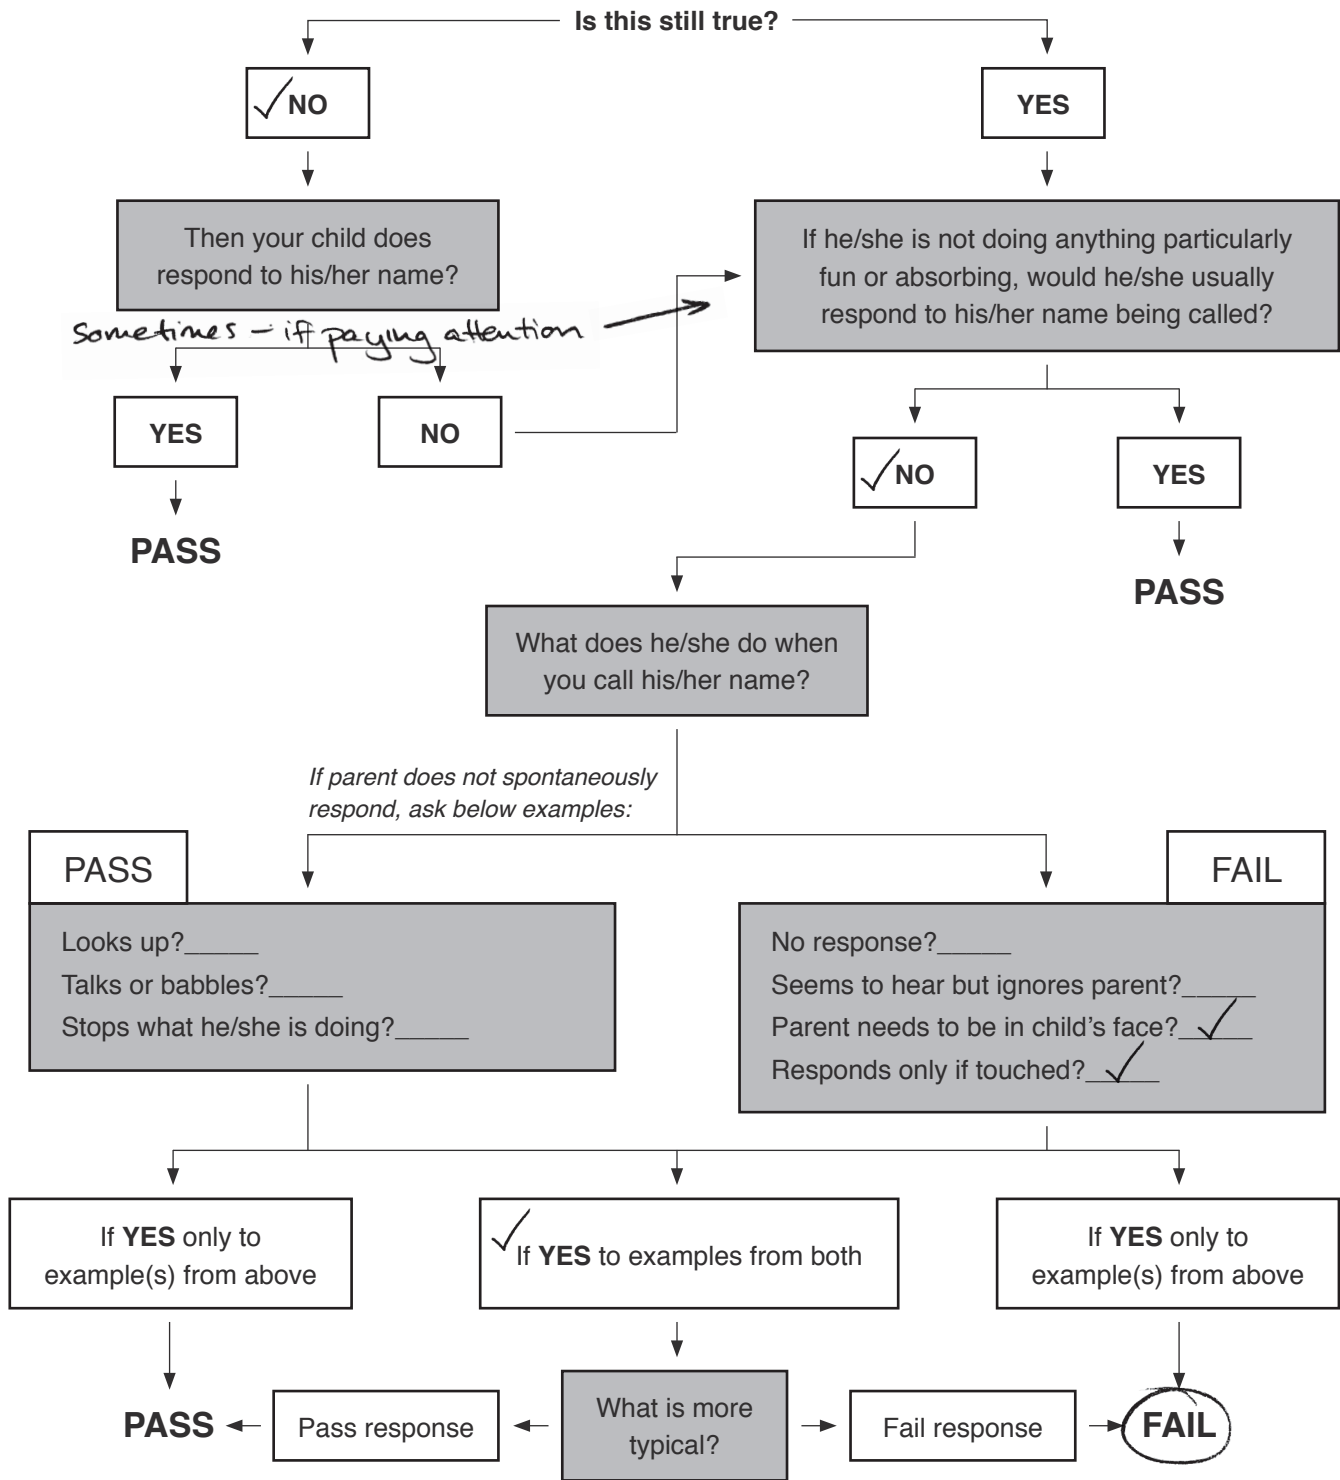 Is this still true?
✓NO
YES
Then your child does
respond to his/her name?
If he/she is not doing anything particularly
fun or absorbing, would he/she usually
respond to his/her name being called?
Sometimes – if paying attention
YES
NO
✓NO
YES
PASS
PASS
What does he/she do when
you call his/her name?
If parent does not spontaneously
respond, ask below examples:
PASS
Looks up?_____
Talks or babbles?_____
Stops what he/she is doing?_____
FAIL
No response?_____
Seems to hear but ignores parent?_____
Parent needs to be in child’s face?__✓__
Responds only if touched?__✓__
If YES only to
example(s) from above
✓If YES to examples from both
If YES only to
example(s) from above
PASS
Pass response
What is more
typical?
Fail response
FAIL